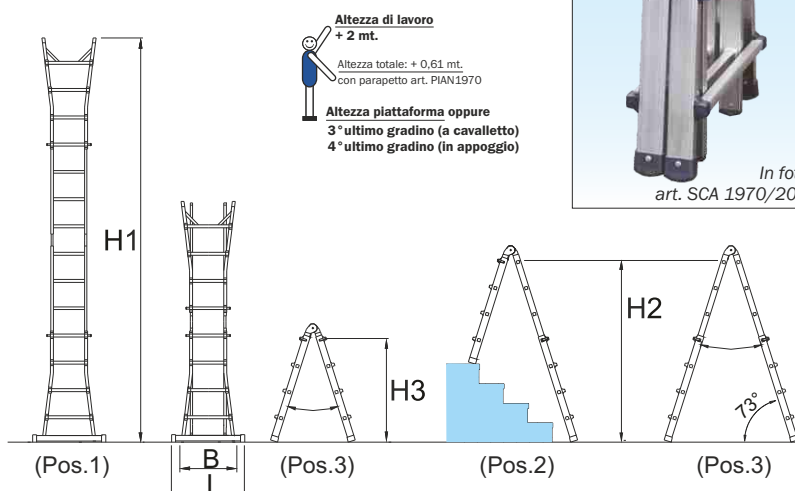 Altezza di lavoro
+ 2 mt.
Altezza totale: + 0,61 mt.
con parapetto art. PIAN1970
Altezza piattaforma oppure
3° ultimo gradino (a cavalletto)
4° ultimo gradino (in appoggio)
In fot
art. SCA 1970/20
H1
H2
H3
73°
(Pos.1)
B
(Pos.3)
(Pos.2)
(Pos.3)